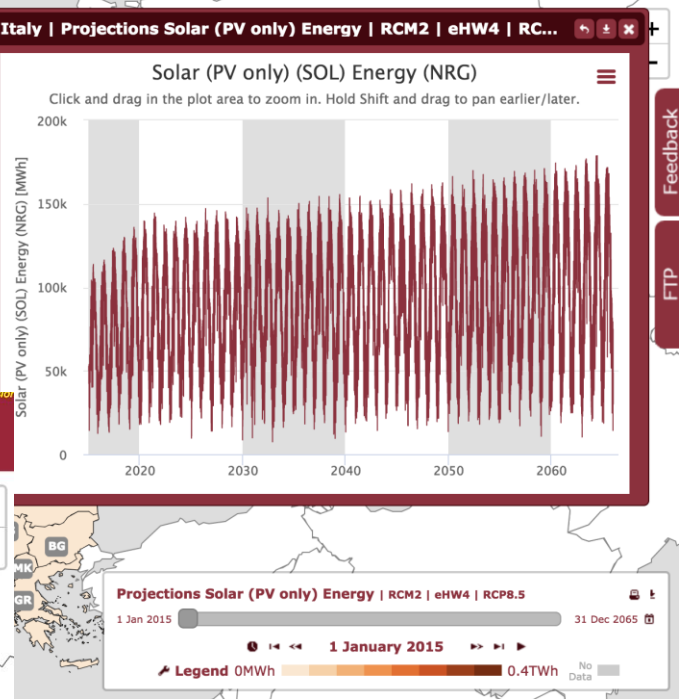 Italy | Projections Solar (PV only) Energy | RCM2 | eHW4 | RC...
Solar (PV only) (SOL) Energy (NRG)
Click and drag in the plot area to zoom in. Hold Shift and drag to pan earlier/later.
Solar (PV only) (SOL) Energy (NRG) [MWh]
200k
150k
100k
50k
0
2020 2030 2040 2050 2060
+
-
Feedback
FTP
BG
MK
GR
Projections Solar (PV only) Energy | RCM2 | eHW4 | RCP8.5
1 Jan 2015 31 Dec 2065
1 January 2015
Legend 0MWh 0.4TWh No Data